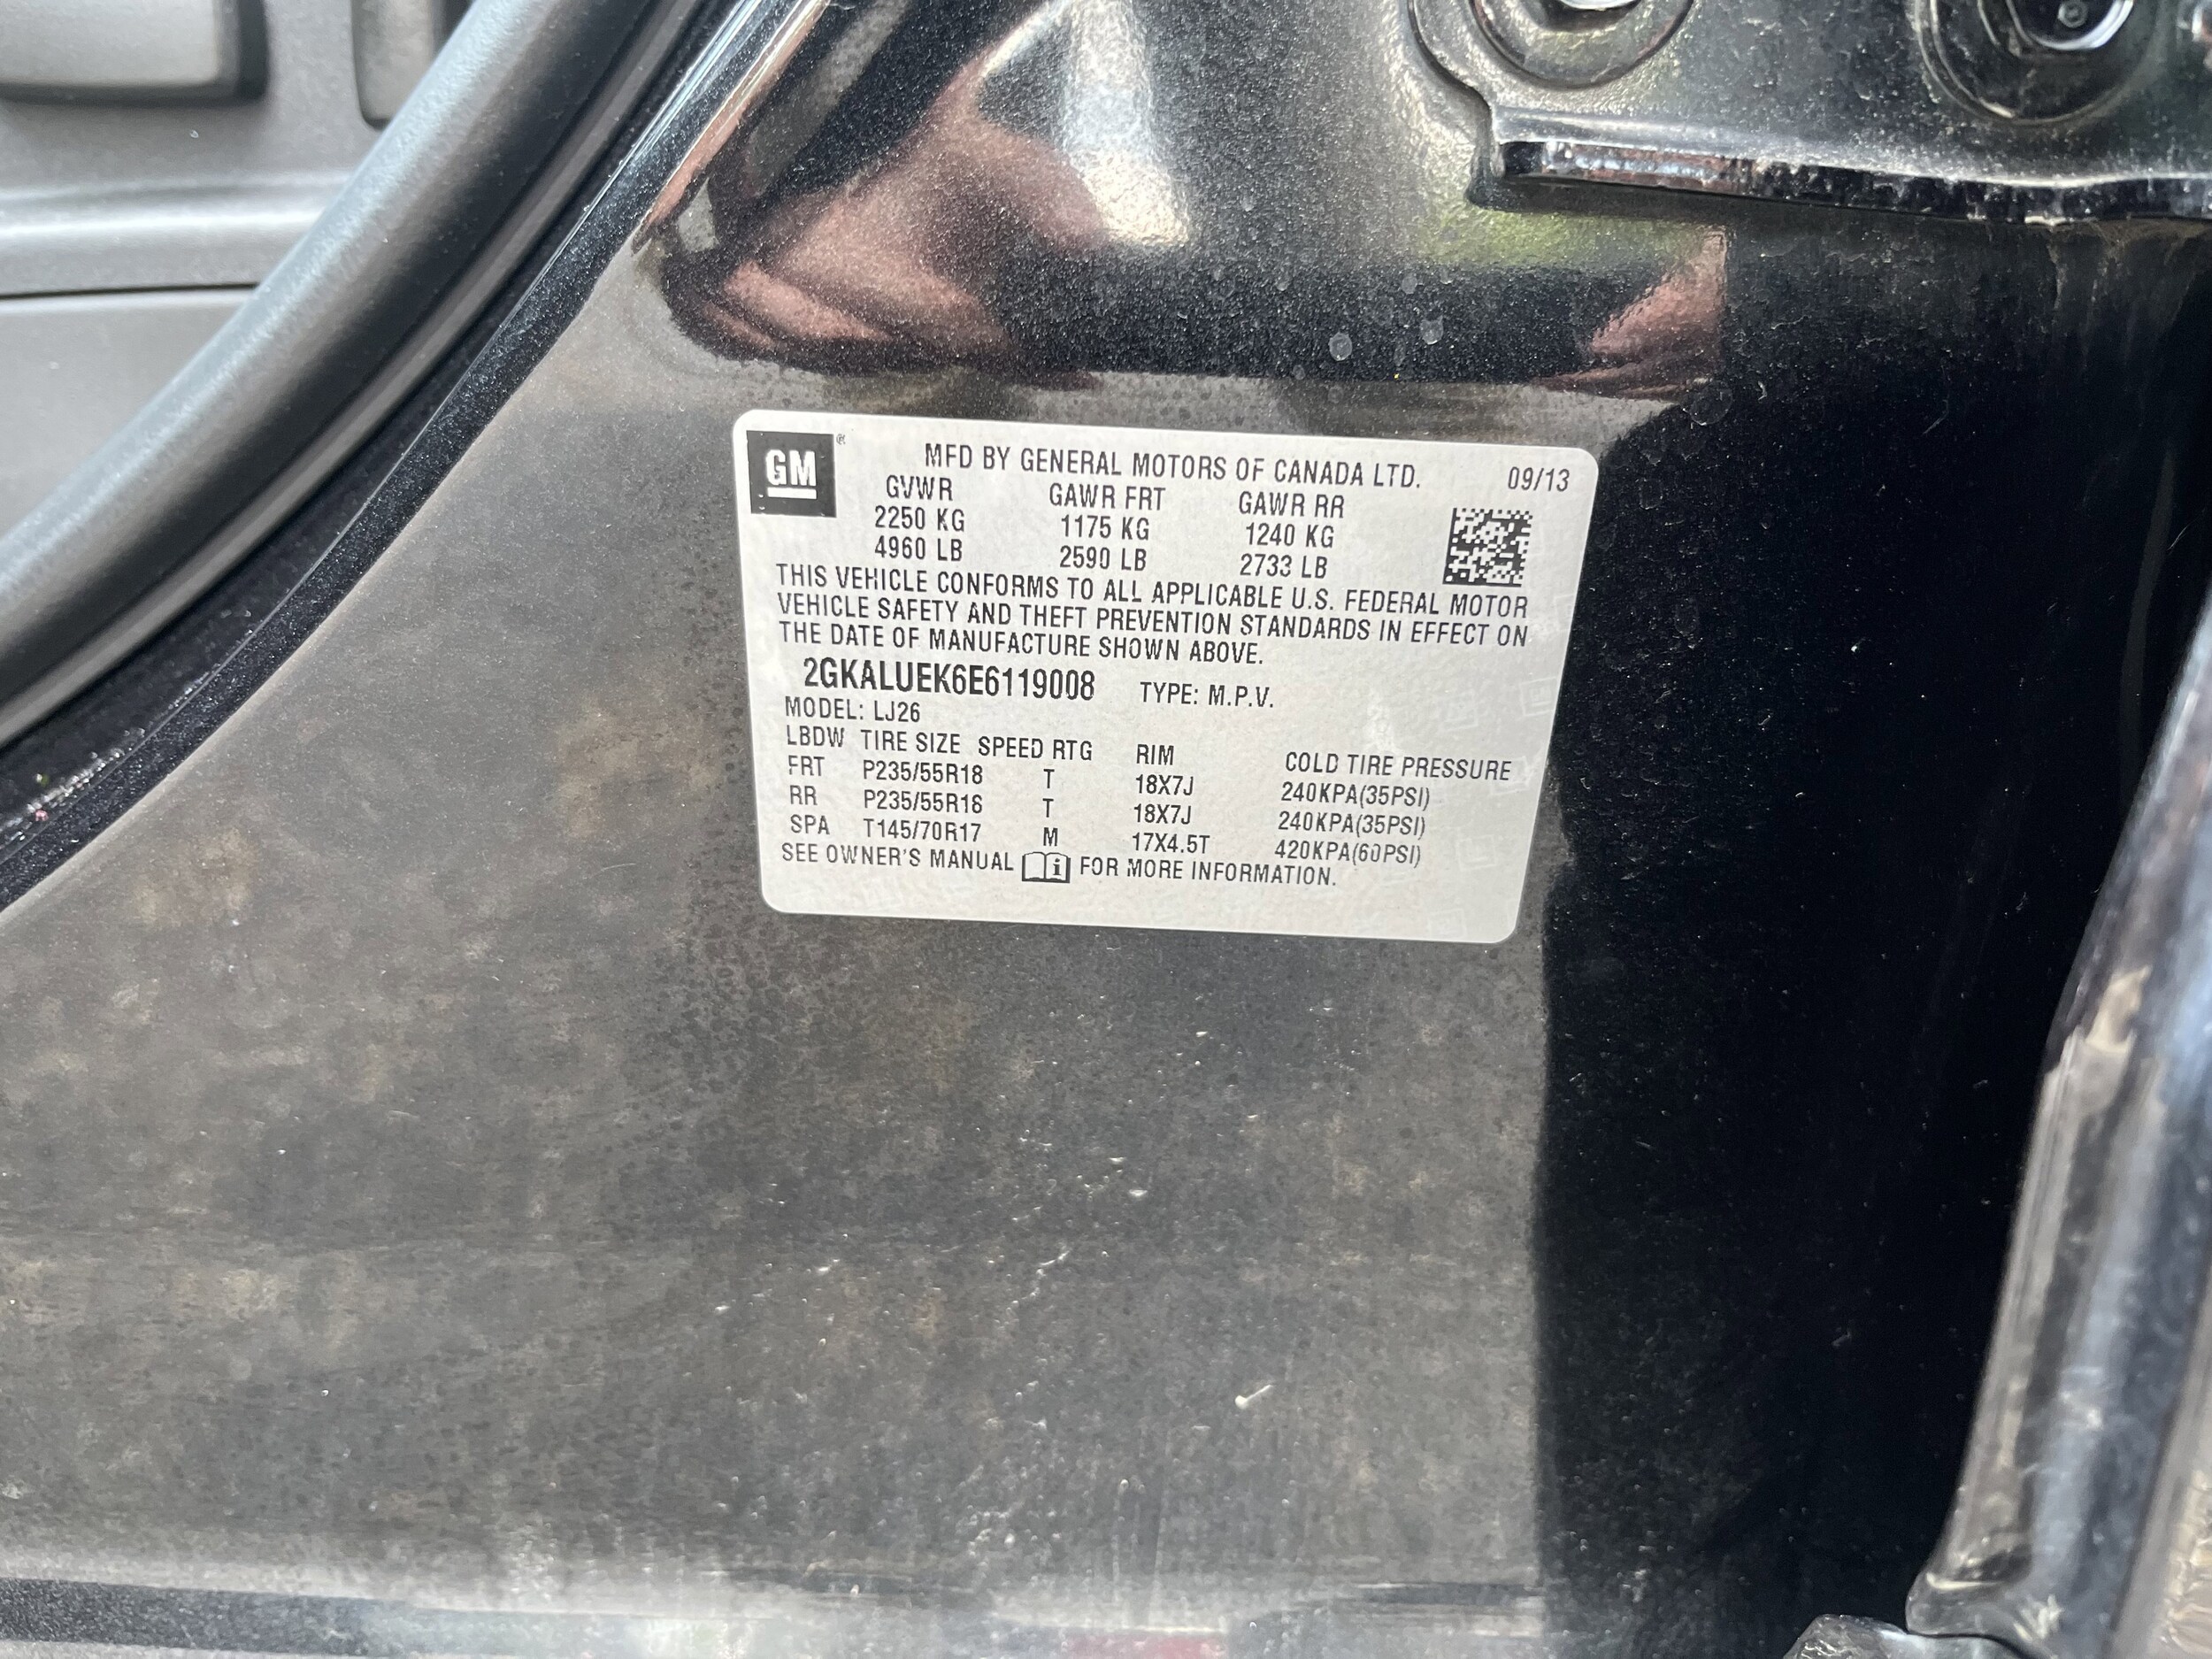 GM ®
MFD BY GENERAL MOTORS OF CANADA LTD. 09/13
GVWR GAWR FRT GAWR RR
2250 KG 1175 KG 1240 KG
4960 LB 2590 LB 2733 LB
THIS VEHICLE CONFORMS TO ALL APPLICABLE U.S. FEDERAL MOTOR
VEHICLE SAFETY AND THEFT PREVENTION STANDARDS IN EFFECT ON
THE DATE OF MANUFACTURE SHOWN ABOVE.
2GKALUEK6E6119008 TYPE: M.P.V.
MODEL: LJ26
LBDW TIRE SIZE SPEED RTG RIM COLD TIRE PRESSURE
FRT P235/55R18 T 18X7J 240KPA(35PSI)
RR P235/55R18 T 18X7J 240KPA(35PSI)
SPA T145/70R17 M 17X4.5T 420KPA(60PSI)
SEE OWNER'S MANUAL i FOR MORE INFORMATION.